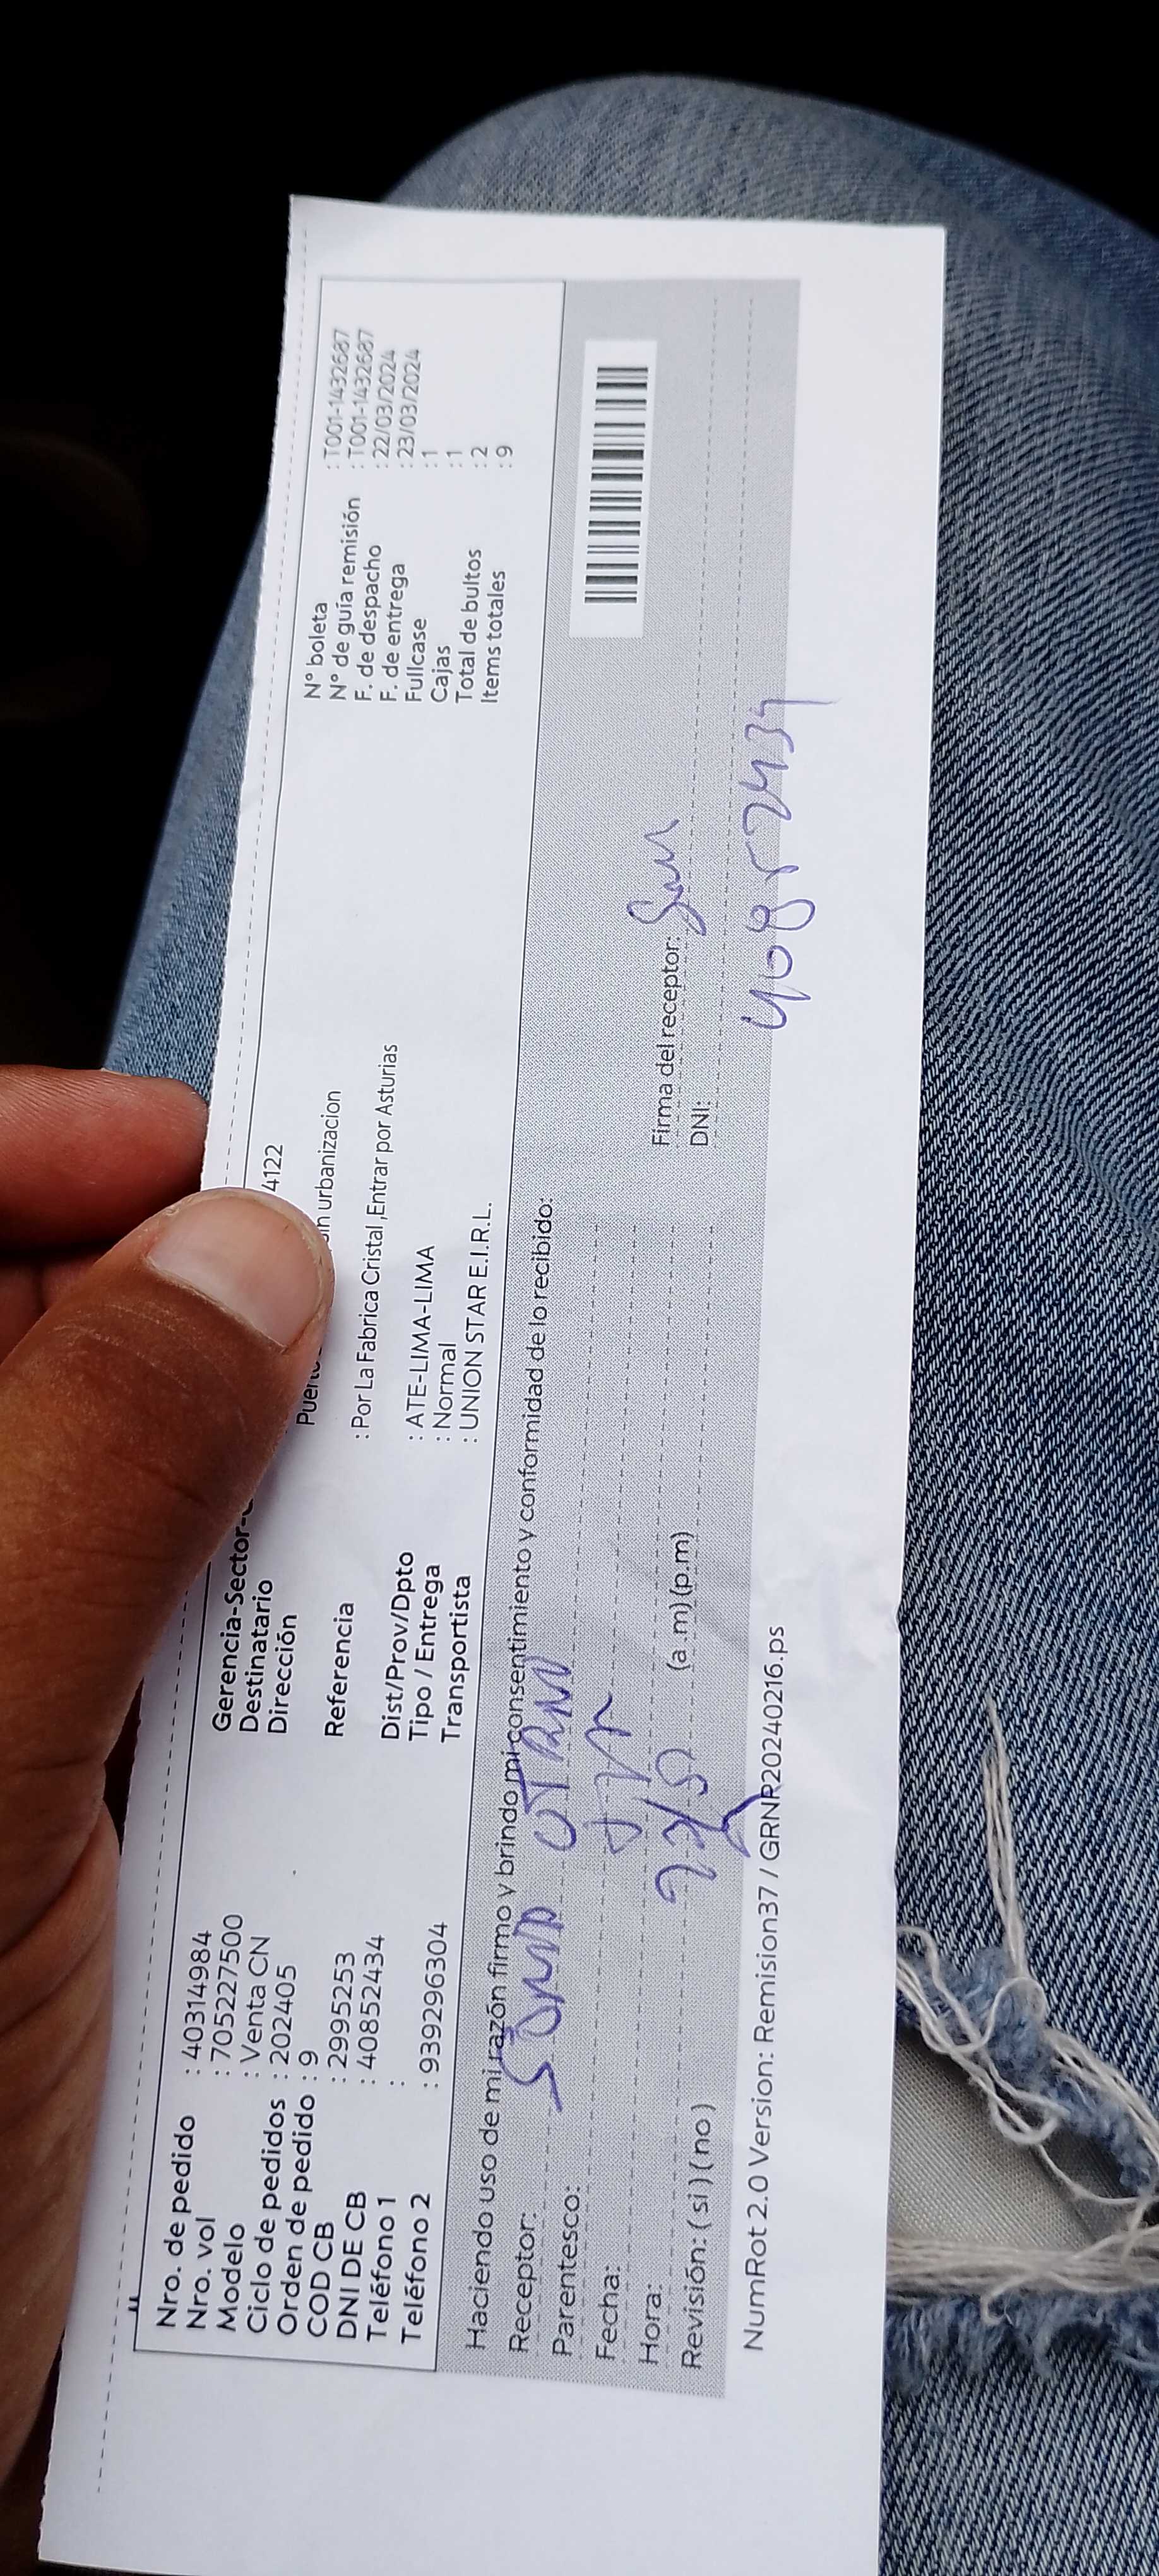 Nro. de pedido : 40314984
Nro. vol : 7052227500
Modelo : Venta CN
Ciclo de pedidos : 202405
Orden de pedido : 9
COD CB : 2995253
DNI DE CB : 40852434
Teléfono 1 :
Teléfono 2 : 939296304
Gerencia-Sector-
Destinatario 4122
Dirección
urbanizacion
Referencia : Por La Fabrica Cristal ,Entrar por Asturias
Dist/Prov/Dpto : ATE-LIMA-LIMA
Tipo / Entrega : Normal
Transportista : UNION STAR E.I.R.L.
N° boleta : T001-1432687
N° de guía remisión : T001-1432687
F. de despacho : 22/03/2024
F. de entrega : 23/03/2024
Fullcase : 1
Cajas : 1
Total de bultos : 2
Items totales : 9
Haciendo uso de mi razón firmo y brindo mi consentimiento y conformidad de lo recibido:
Receptor:
Parentesco:
Fecha:
Hora: (a.m) (p.m)
Revisión: ( si ) ( no )
Firma del receptor:
DNI: 40852434
NumRot 2.0 Version: Remision37 / GRNR20240216.ps